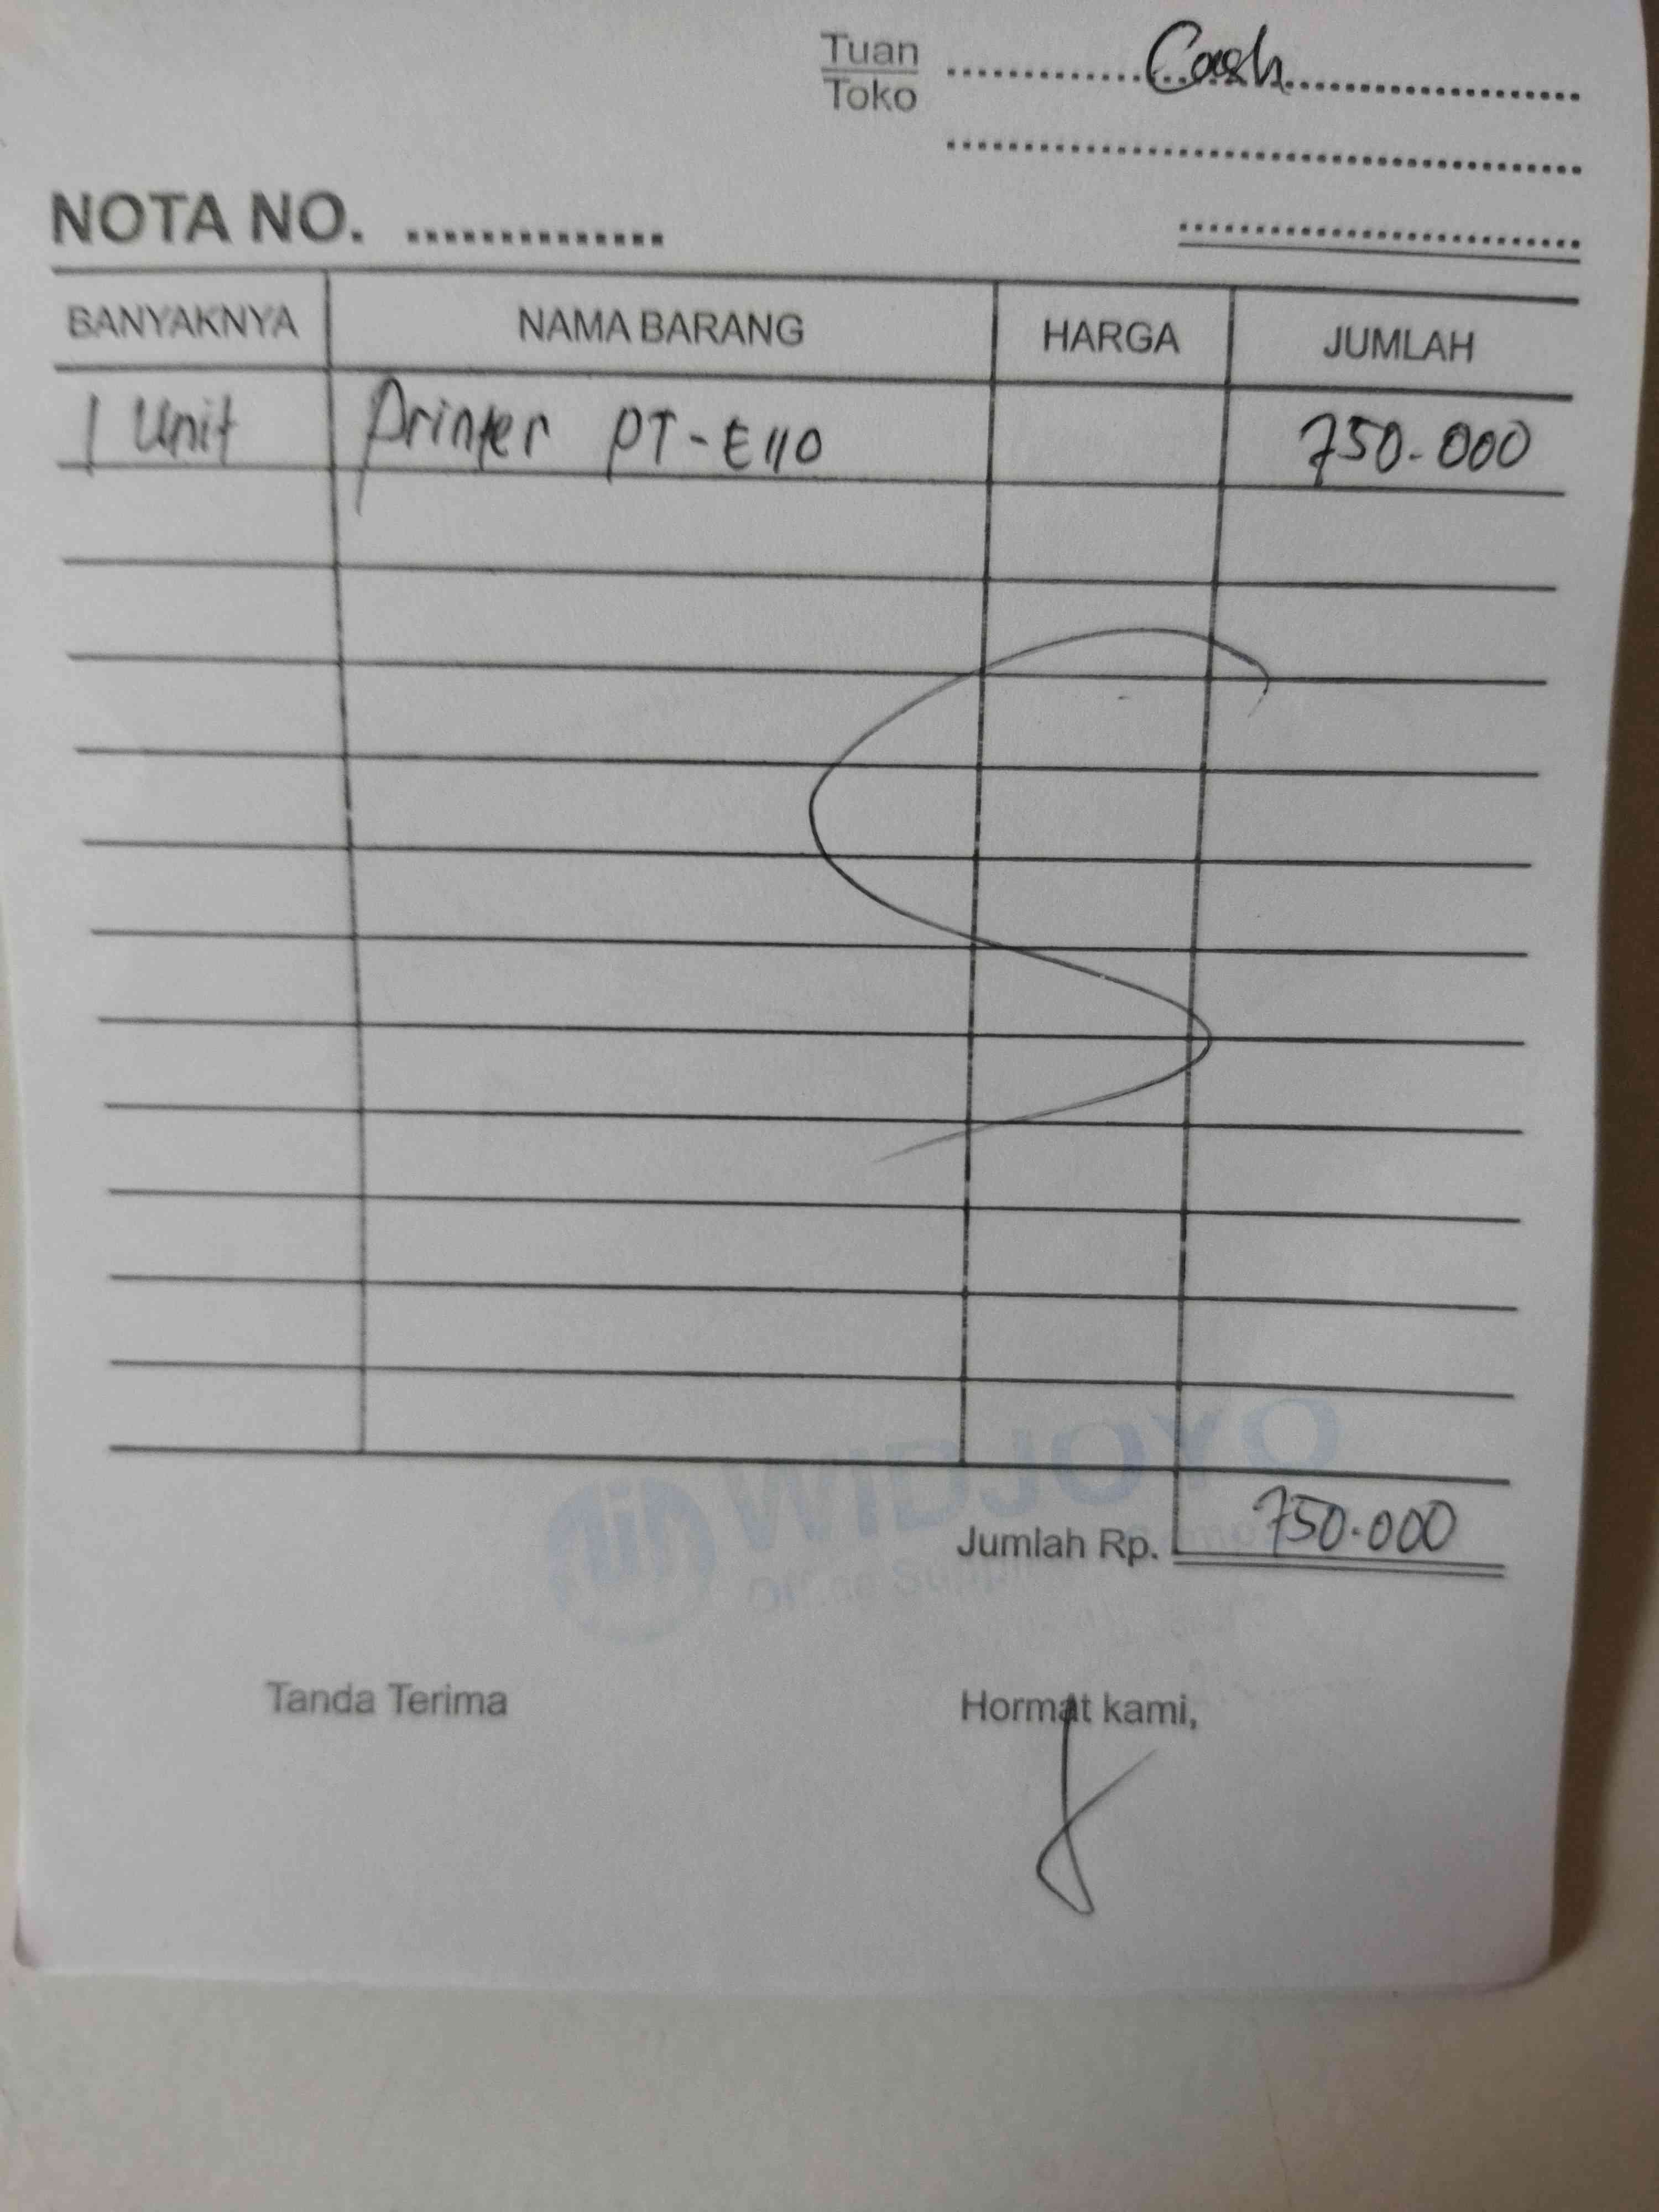 Tuan
Toko
Cash
NOTA NO.
BANYAKNYA NAMA BARANG HARGA JUMLAH
1 Unit Printer PT-E110 750.000
WIDJOYO
Jumlah Rp. 750.000
Office
Tanda Terima Hormat kami,